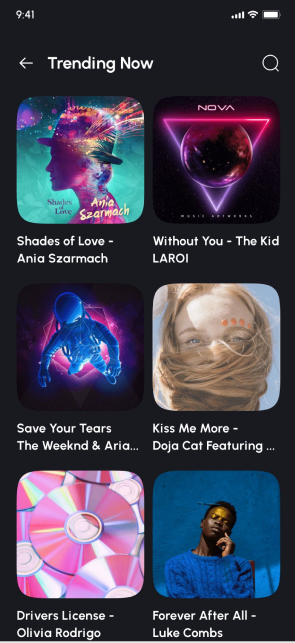 9:41
Trending Now
Shades
of
Love
Ania
Szarmach
NOVA
MUSIC ARTWORKS
Shades of Love -
Ania Szarmach
Without You - The Kid
LAROI
Save Your Tears
The Weeknd & Aria...
Kiss Me More -
Doja Cat Featuring ...
Drivers License -
Olivia Rodrigo
Forever After All -
Luke Combs